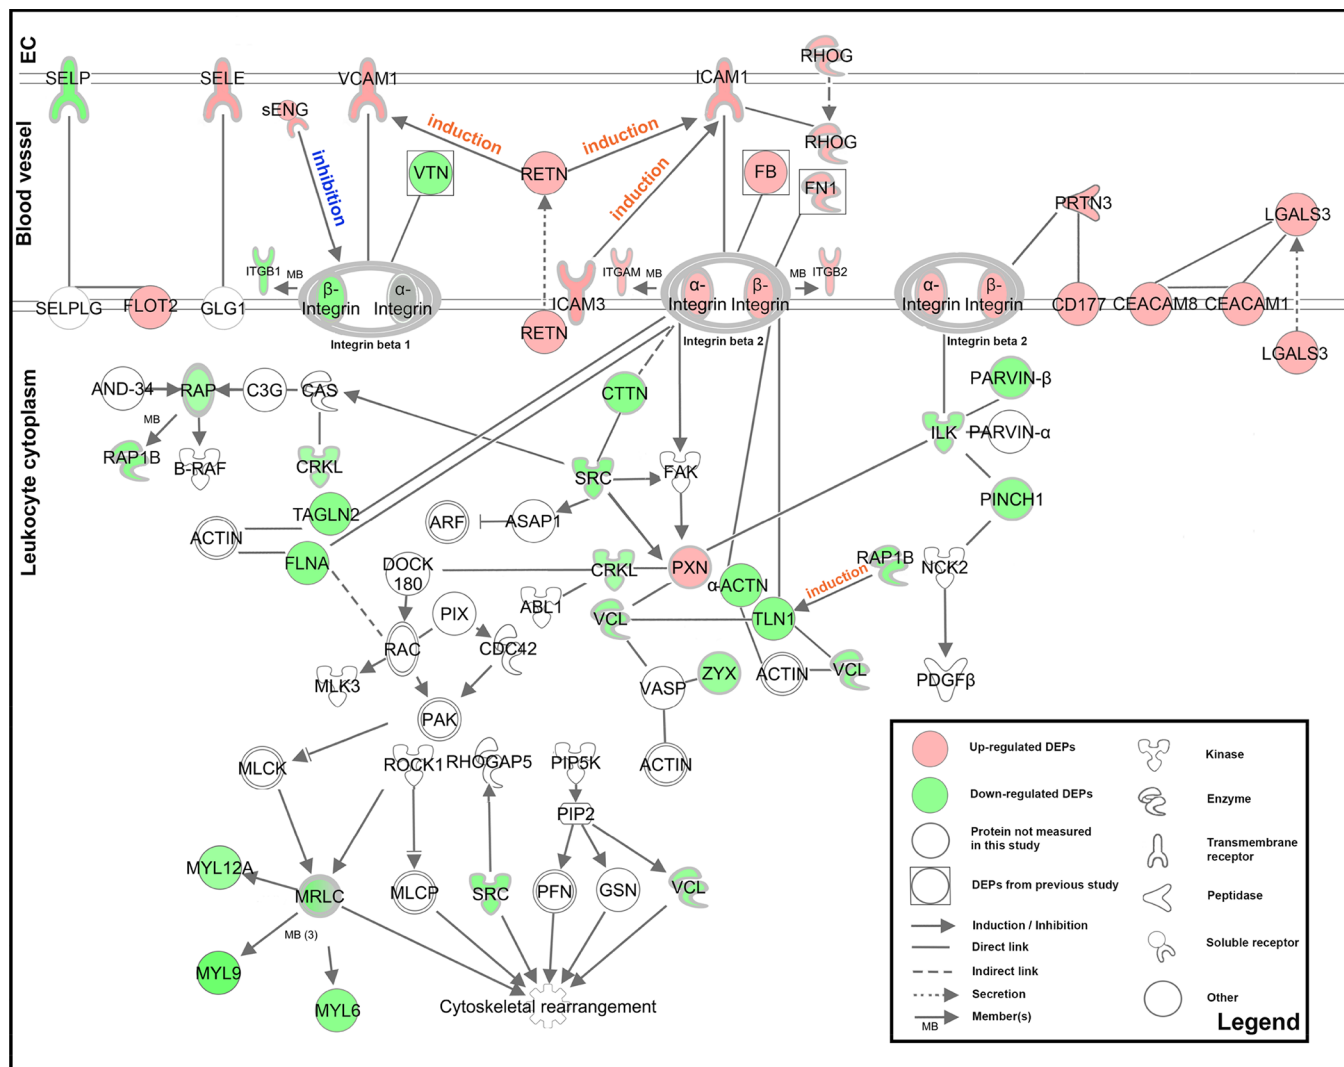 EC
Blood vessel
Leukocyte cytoplasm
SELP
SELE
VCAM1
ICAM1
RHOG
sENG
RHOG
induction
induction
induction
inhibition
VTN
RETN
FB
FN1
PRTN3
LGALS3
ITGB1
MB
ITGAM
MB
MB
ITGB2
SELPLG
FLOT2
GLG1
β-
Integrin
α-
Integrin
Integrin beta 1
RETN
ICAM3
α-
Integrin
β-
Integrin
Integrin beta 2
α-
Integrin
β-
Integrin
Integrin beta 2
CD177
CEACAM8
CEACAM1
LGALS3
AND-34
RAP
C3G
CAS
MB
RAP1B
B-RAF
CRKL
CTTN
SRC
FAK
PARVIN-β
ILK
PARVIN-α
PINCH1
TAGLN2
ACTIN
FLNA
ARF
ASAP1
DOCK
180
CRKL
PXN
α-ACTN
RAP1B
induction
NCK2
ABL1
VCL
TLN1
PIX
RAC
CDC42
MLK3
VASP
ZYX
ACTIN
VCL
PDGFβ
PAK
MLCK
ROCK1
RHOGAP5
PIP5K
ACTIN
PIP2
MYL12A
MRLC
MLCP
SRC
PFN
GSN
VCL
MB (3)
MYL9
MYL6
Cytoskeletal rearrangement
Up-regulated DEPs
Down-regulated DEPs
Protein not measured
in this study
DEPs from previous study
Induction / Inhibition
Direct link
Indirect link
Secretion
Member(s)
MB
Kinase
Enzyme
Transmembrane
receptor
Peptidase
Soluble receptor
Other
Legend